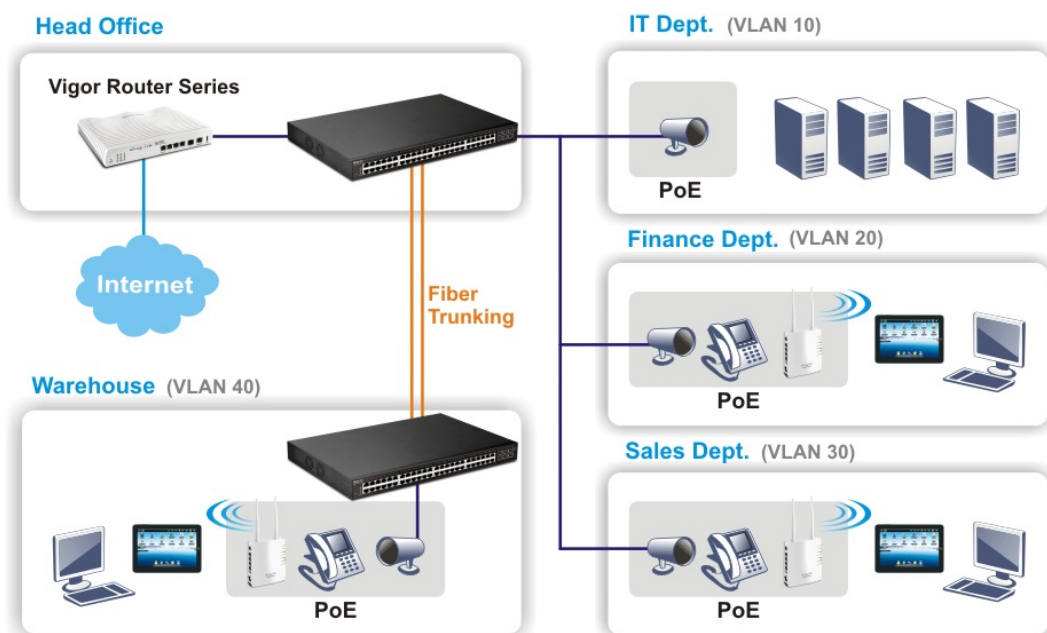 Head Office
Vigor Router Series
Internet
Fiber
Trunking
Warehouse (VLAN 40)
PoE
IT Dept. (VLAN 10)
PoE
Finance Dept. (VLAN 20)
PoE
Sales Dept. (VLAN 30)
PoE